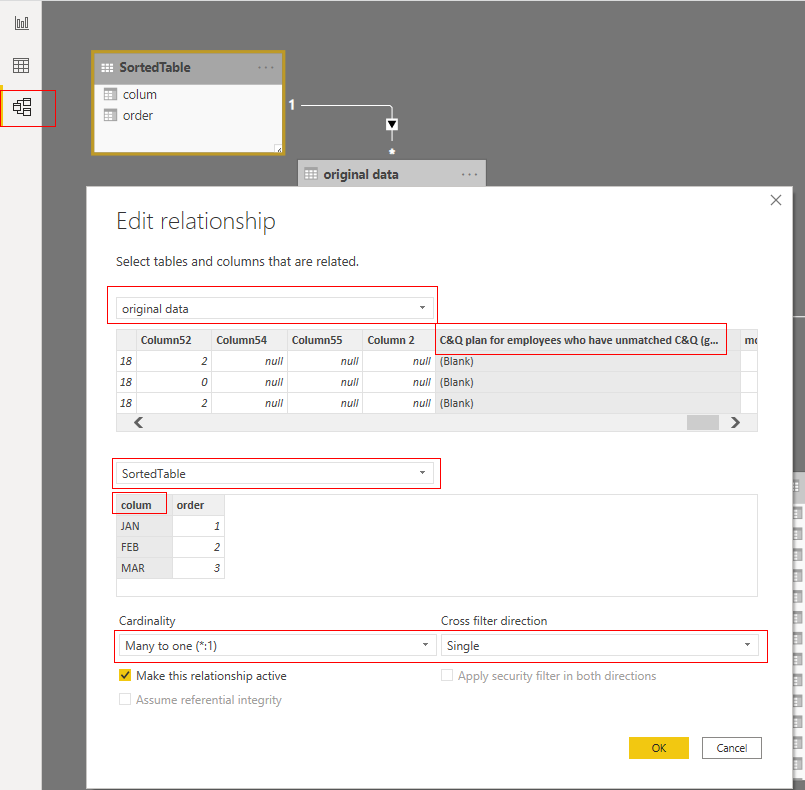 SortedTable ...
colum
order
1
*
original data ...
Edit relationship
Select tables and columns that are related.
original data
Column52 Column54 Column55 Column 2 C&Q plan for employees who have unmatched C&Q (g...
18 2 null null null (Blank)
18 0 null null null (Blank)
18 2 null null null (Blank)
SortedTable
colum order
JAN 1
FEB 2
MAR 3
Cardinality Cross filter direction
Many to one (*:1) Single
Make this relationship active Apply security filter in both directions
Assume referential integrity
OK Cancel